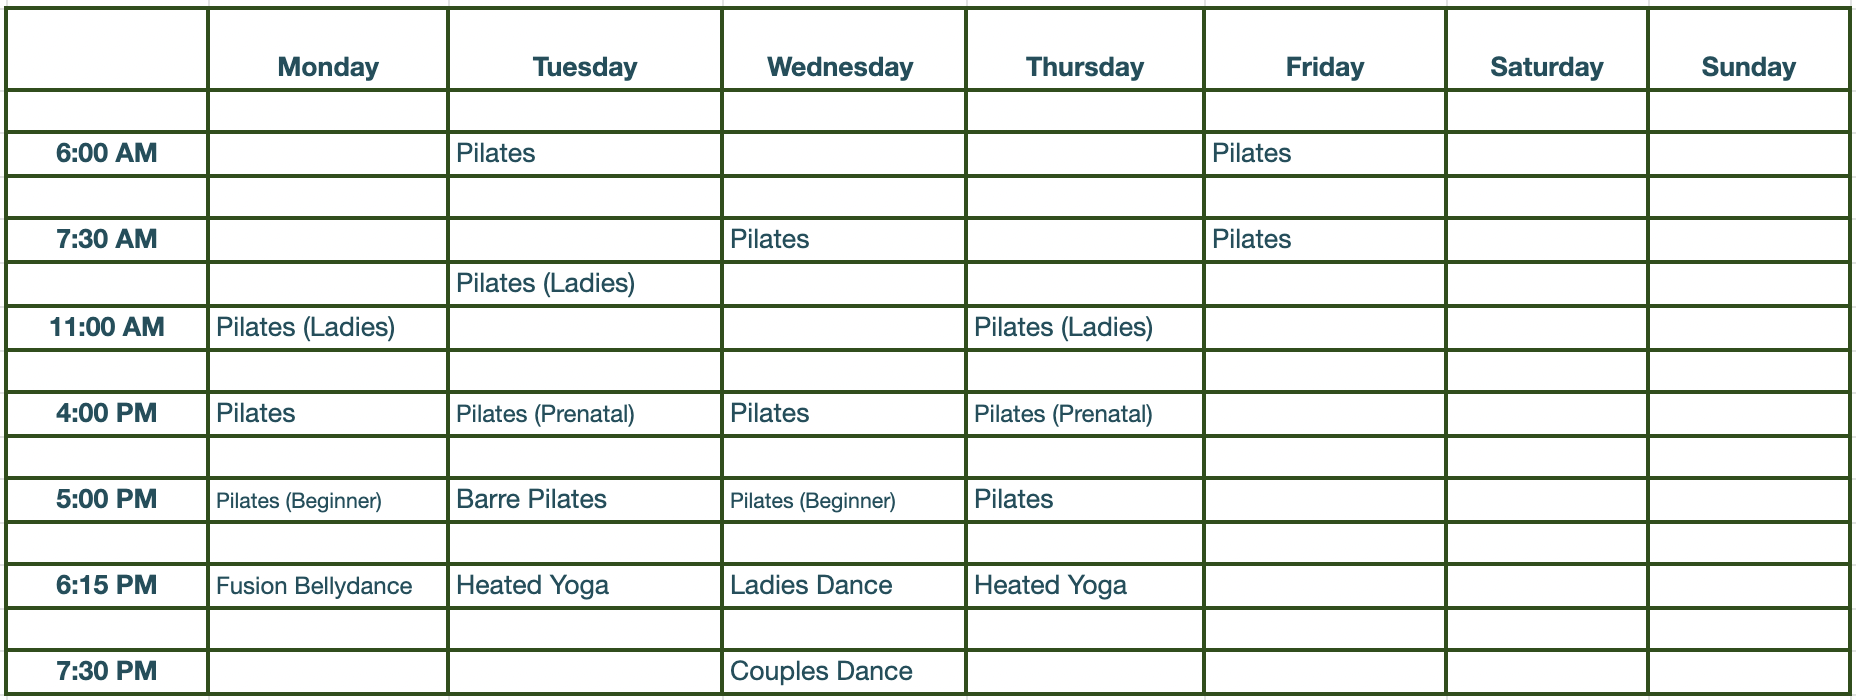 Monday Tuesday Wednesday Thursday Friday Saturday Sunday
6:00 AM Pilates Pilates
7:30 AM Pilates Pilates
Pilates (Ladies)
11:00 AM Pilates (Ladies) Pilates (Ladies)
4:00 PM Pilates Pilates (Prenatal) Pilates Pilates (Prenatal)
5:00 PM Pilates (Beginner) Barre Pilates Pilates (Beginner) Pilates
6:15 PM Fusion Bellydance Heated Yoga Ladies Dance Heated Yoga
7:30 PM Couples Dance